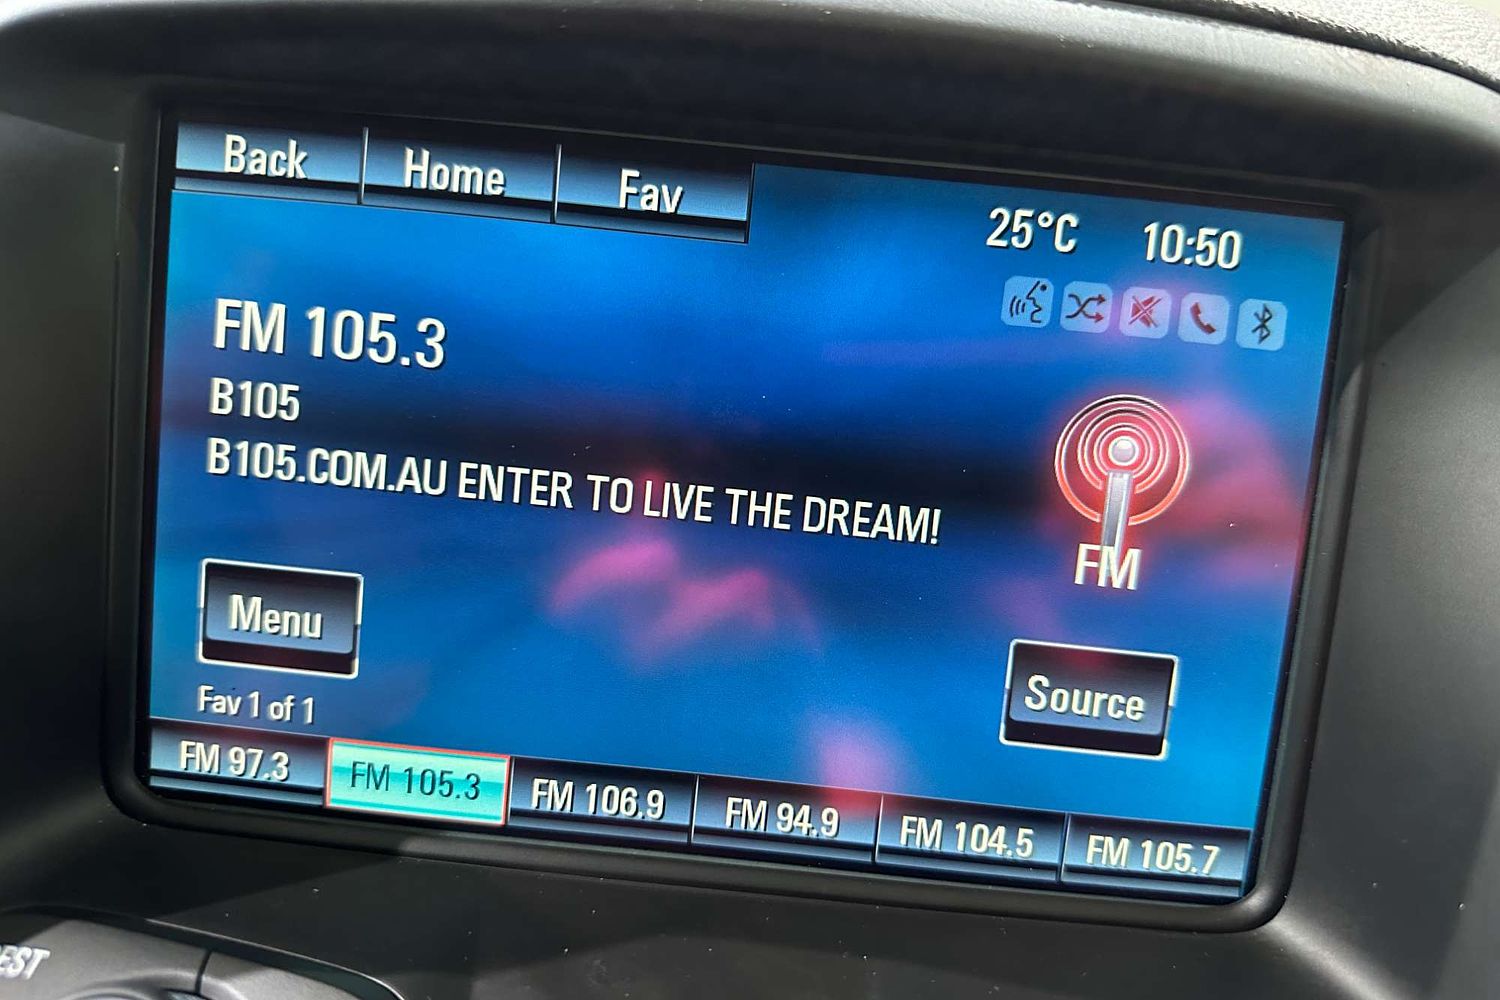 Back Home Fav
25°C 10:50
FM 105.3
B105
B105.COM.AU ENTER TO LIVE THE DREAM!
FM
Menu
Source
Fav 1 of 1
FM 97.3 FM 105.3 FM 106.9 FM 94.9 FM 104.5 FM 105.7